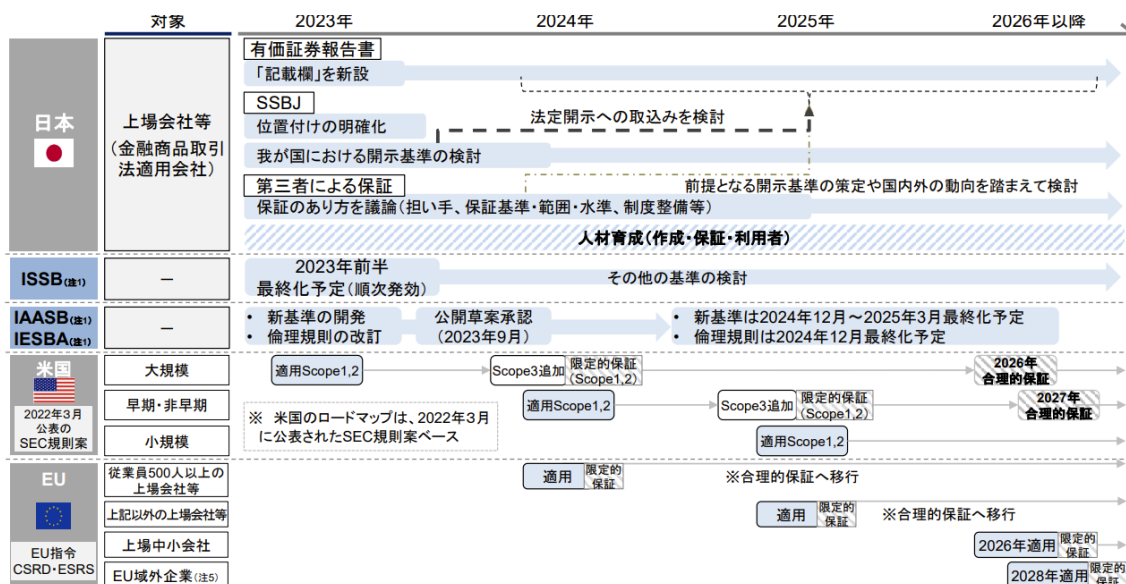 対象 2023年 2024年 2025年 2026年以降
日本
上場会社等
(金融商品取引
法適用会社)
有価証券報告書
「記載欄」を新設
SSBJ
位置付けの明確化
法定開示への取込みを検討
我が国における開示基準の検討
第三者による保証
前提となる開示基準の策定や国内外の動向を踏まえて検討
保証のあり方を議論(担い手、保証基準・範囲・水準、制度整備等)
人材育成(作成・保証・利用者)
ISSB(注1)
―
2023年前半
最終化予定(順次発効)
その他の基準の検討
IAASB(注1)
IESBA(注1)
―
・ 新基準の開発
・ 倫理規則の改訂
公開草案承認
(2023年9月)
・ 新基準は2024年12月～2025年3月最終化予定
・ 倫理規則は2024年12月最終化予定
米国
2022年3月
公表の
SEC規則案
大規模
適用Scope1,2
Scope3追加
限定的保証
(Scope1,2)
2026年
合理的保証
早期・非早期
適用Scope1,2
Scope3追加
限定的保証
(Scope1,2)
2027年
合理的保証
小規模
適用Scope1,2
※ 米国のロードマップは、2022年3月
に公表されたSEC規則案ベース
EU
EU指令
CSRD・ESRS
従業員500人以上の
上場会社等
適用
限定的
保証
※合理的保証へ移行
上記以外の上場会社等
適用
限定的
保証
※合理的保証へ移行
上場中小会社
2026年適用
限定的
保証
EU域外企業(注5)
2028年適用
限定的
保証